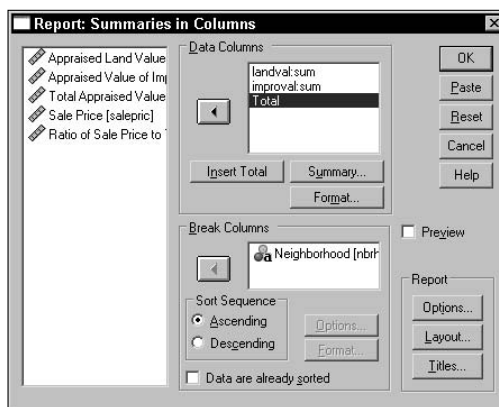 Report: Summaries in Columns
Appraised Land Value
Appraised Value of Imp
Total Appraised Value
Sale Price [salepric]
Ratio of Sale Price to
Data Columns
landval:sum
improval:sum
Total
Insert Total
Summary...
Format...
Break Columns
Neighborhood [nbrh
Sort Sequence
Ascending
Descending
Options...
Format...
Data are already sorted
OK
Paste
Reset
Cancel
Help
Preview
Report
Options...
Layout...
Titles...